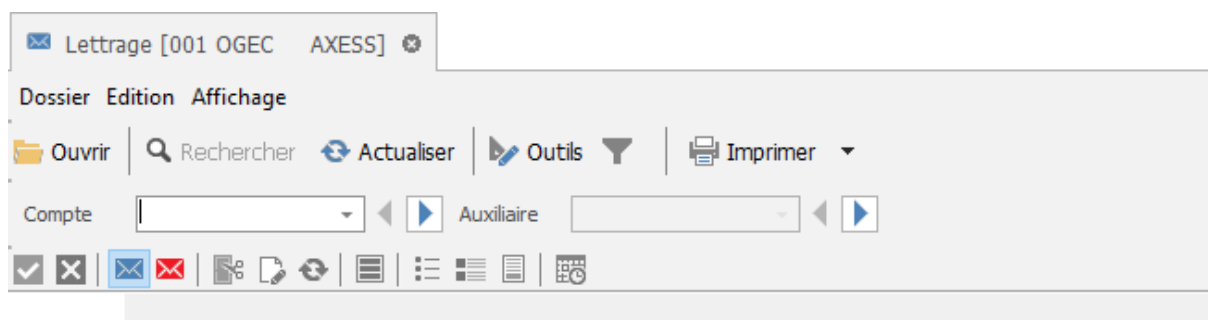 Lettrage [001 OGEC AXESS]
Dossier Edition Affichage
Ouvrir Rechercher Actualiser Outils Imprimer
Compte Auxiliaire